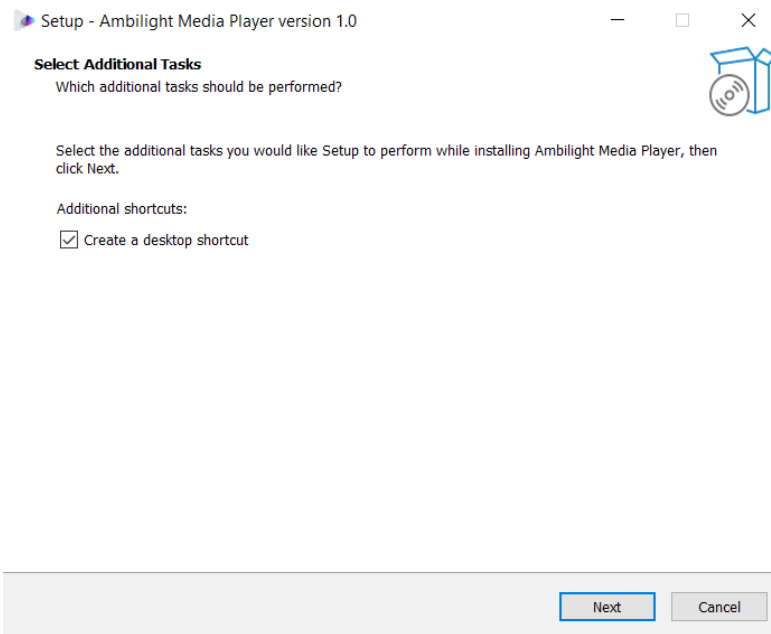 Setup - Ambilight Media Player version 1.0
Select Additional Tasks
Which additional tasks should be performed?
Select the additional tasks you would like Setup to perform while installing Ambilight Media Player, then
click Next.
Additional shortcuts:
Create a desktop shortcut
Next
Cancel